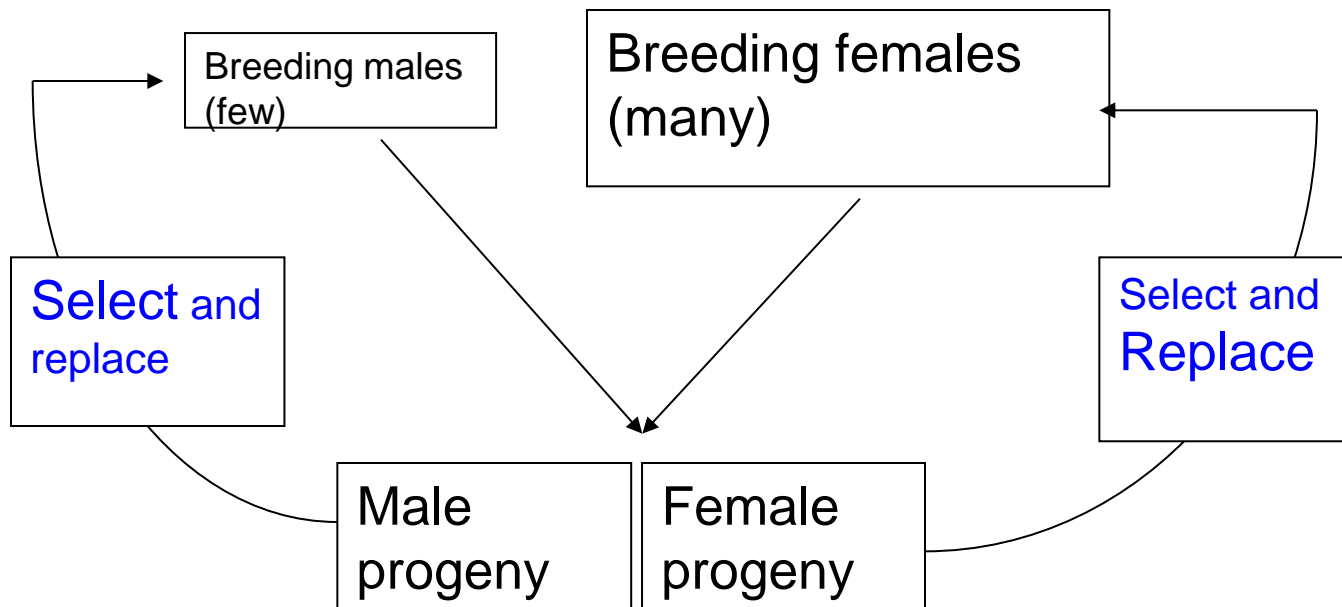 Breeding males
(few)
Breeding females
(many)
Select and
replace
Select and
Replace
Male
progeny
Female
progeny